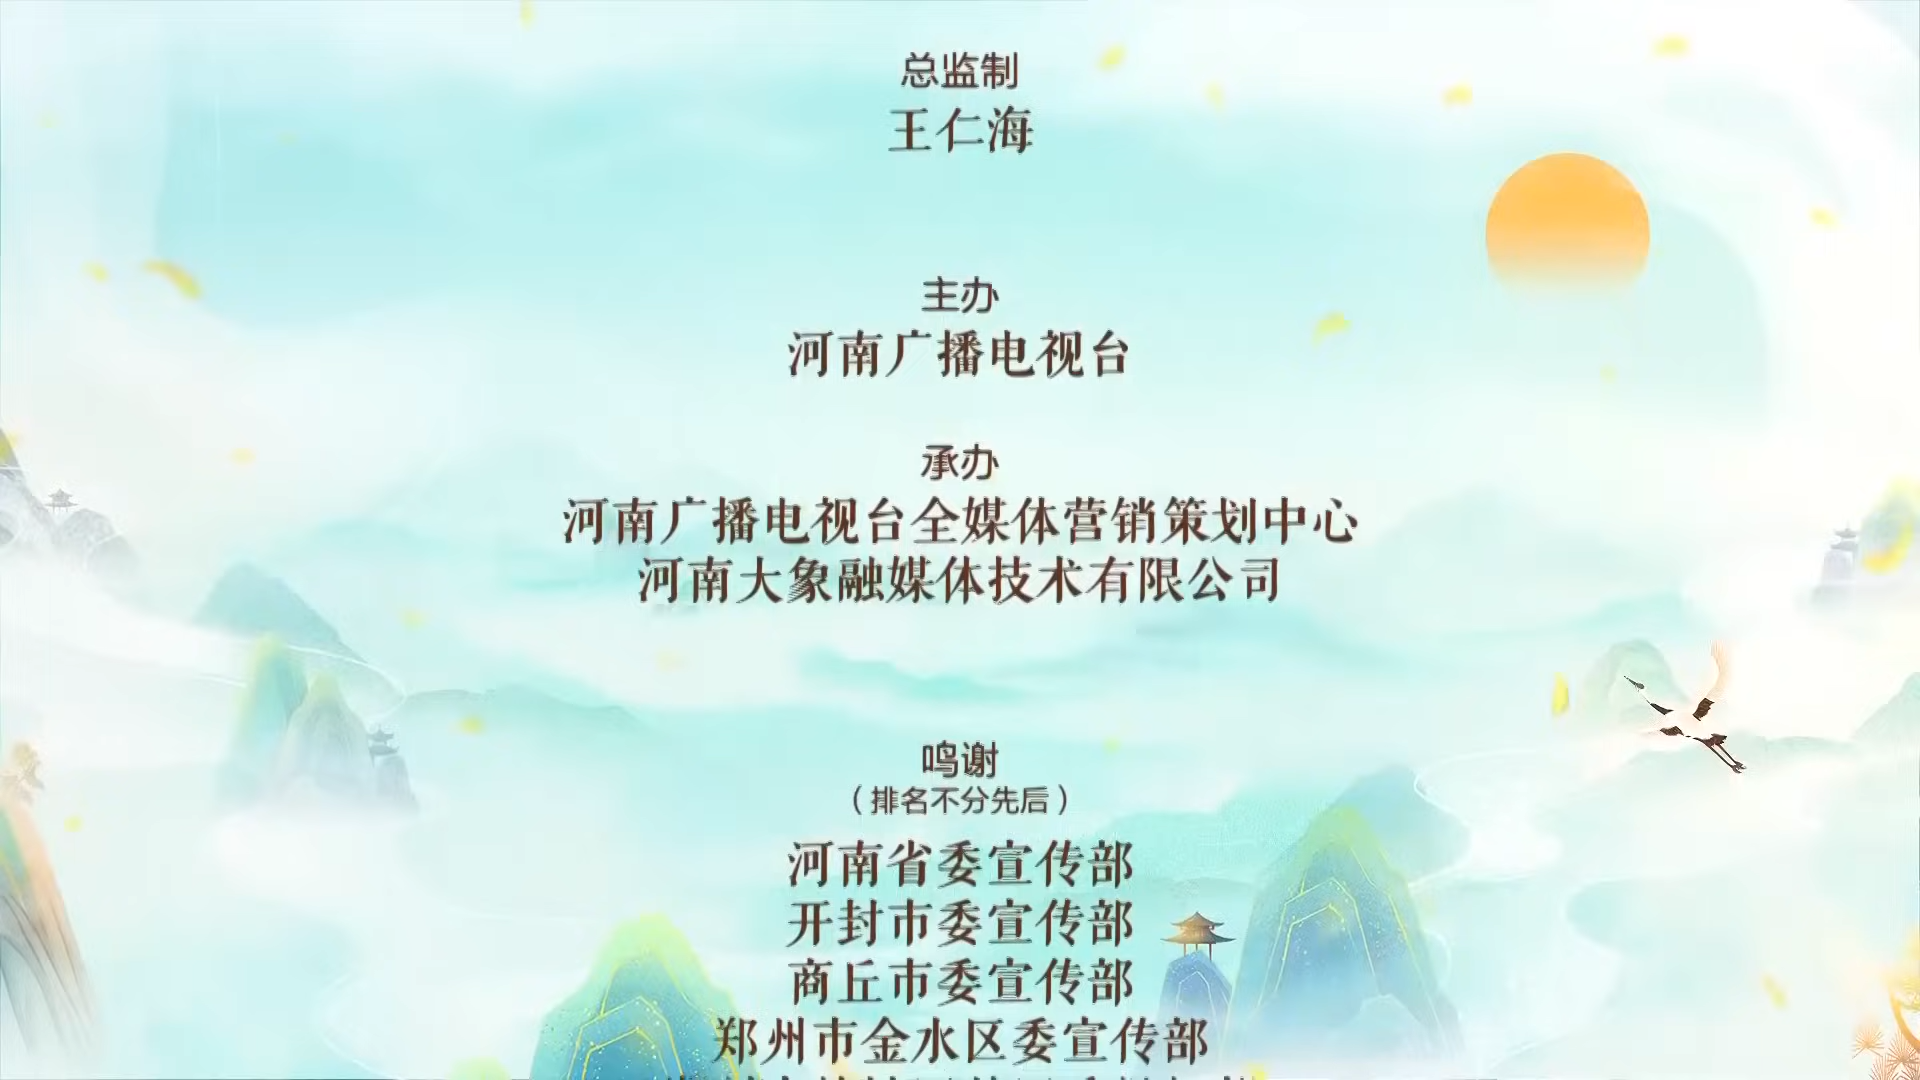 总监制
王仁海
主办
河南广播电视台
承办
河南广播电视台全媒体营销策划中心
河南大象融媒体技术有限公司
鸣谢
（排名不分先后）
河南省委宣传部
开封市委宣传部
商丘市委宣传部
郑州市金水区委宣传部